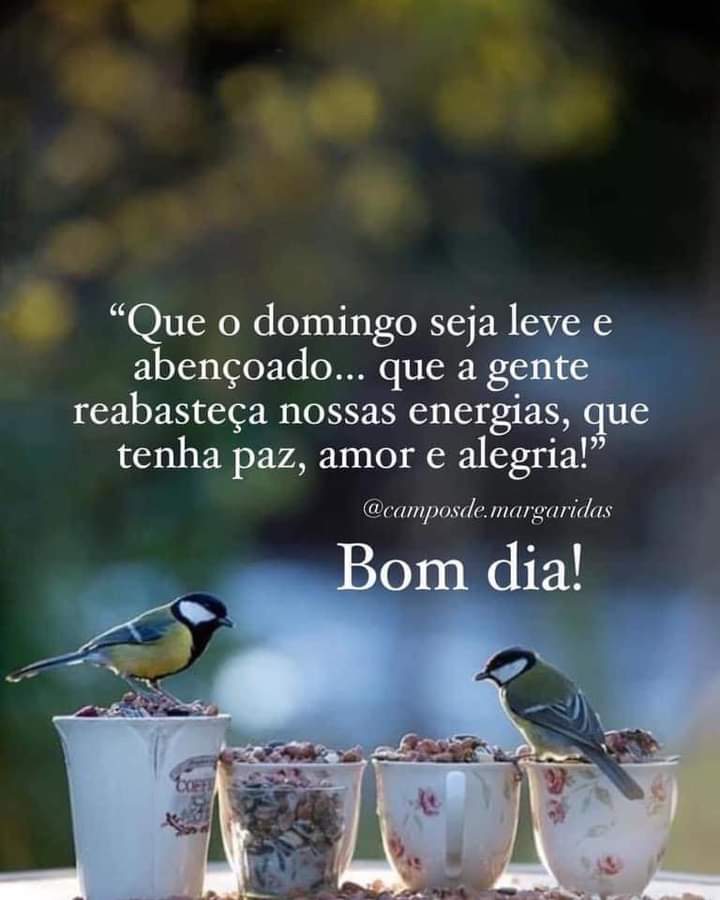 “Que o domingo seja leve e
abençoado... que a gente
reabasteça nossas energias, que
tenha paz, amor e alegria!”
@camposde.margaridas
Bom dia!